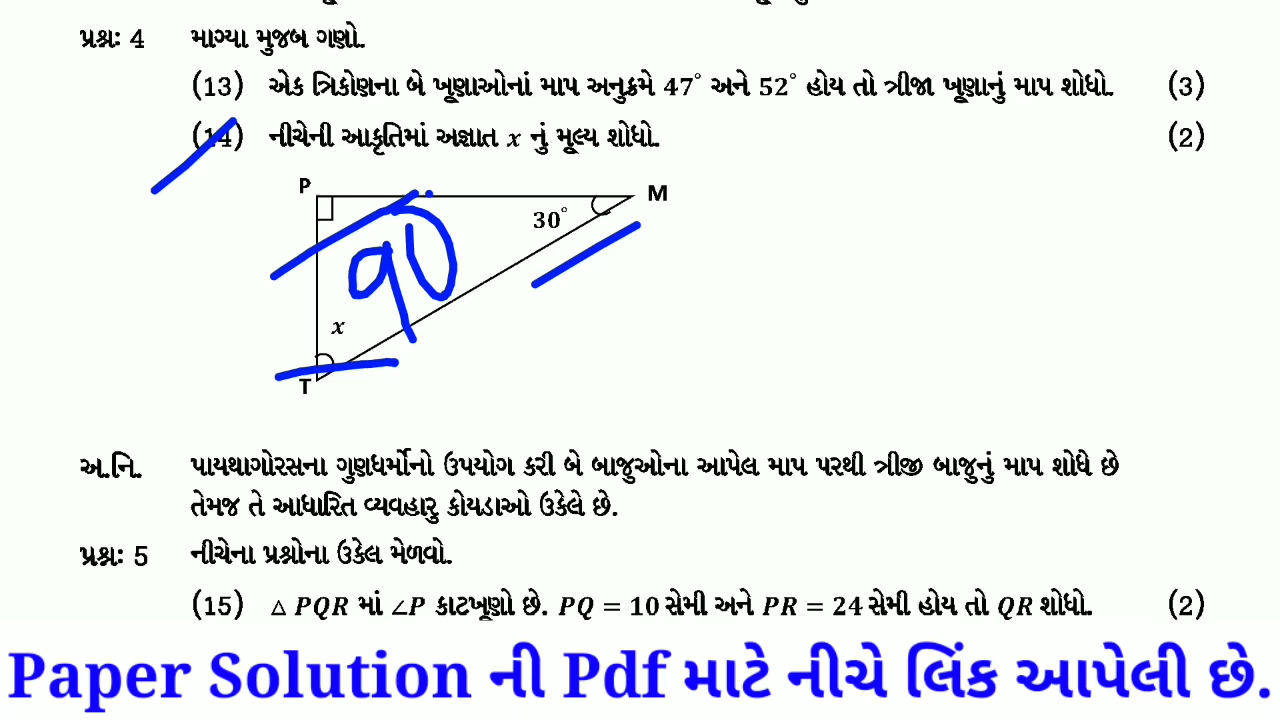 પ્રશ્નઃ 4 માગ્યા મુજબ ગણો.
(13) એક ત્રિકોણના બે ખૂણાઓનાં માપ અનુક્રમે 47° અને 52° હોય તો ત્રીજા ખૂણાનું માપ શોધો. (3)
(14) નીચેની આકૃતિમાં અજ્ઞાત x નું મૂલ્ય શોધો. (2)
P
M
30°
90
x
T
અ.નિ. પાયથાગોરસના ગુણધર્મોનો ઉપયોગ કરી બે બાજુઓના આપેલ માપ પરથી ત્રીજી બાજુનું માપ શોધે છે
તેમજ તે આધારિત વ્યવહારુ કોયડાઓ ઉકેલે છે.
પ્રશ્નઃ 5 નીચેના પ્રશ્નોના ઉકેલ મેળવો.
(15) △ PQR માં ∠P કાટખૂણો છે. PQ = 10 સેમી અને PR = 24 સેમી હોય તો QR શોધો. (2)
Paper Solution ની Pdf માટે નીચે લિંક આપેલી છે.